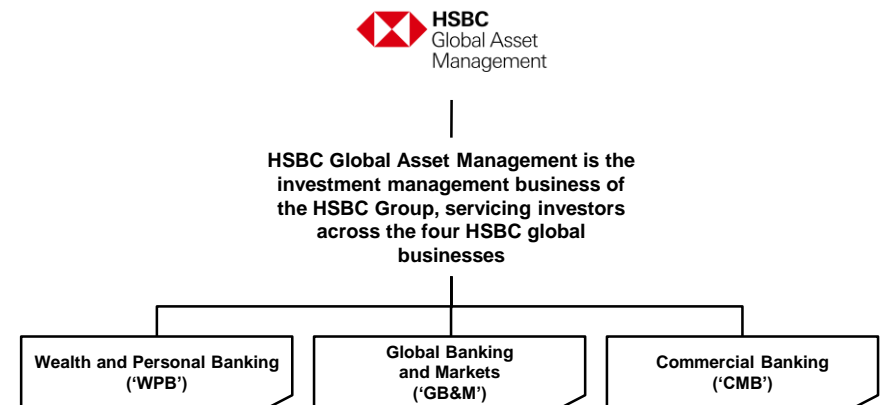 HSBC
Global Asset
Management
HSBC Global Asset Management is the
investment management business of
the HSBC Group, servicing investors
across the four HSBC global
businesses
Wealth and Personal Banking
(‘WPB’)
Global Banking
and Markets
(‘GB&M’)
Commercial Banking
(‘CMB’)